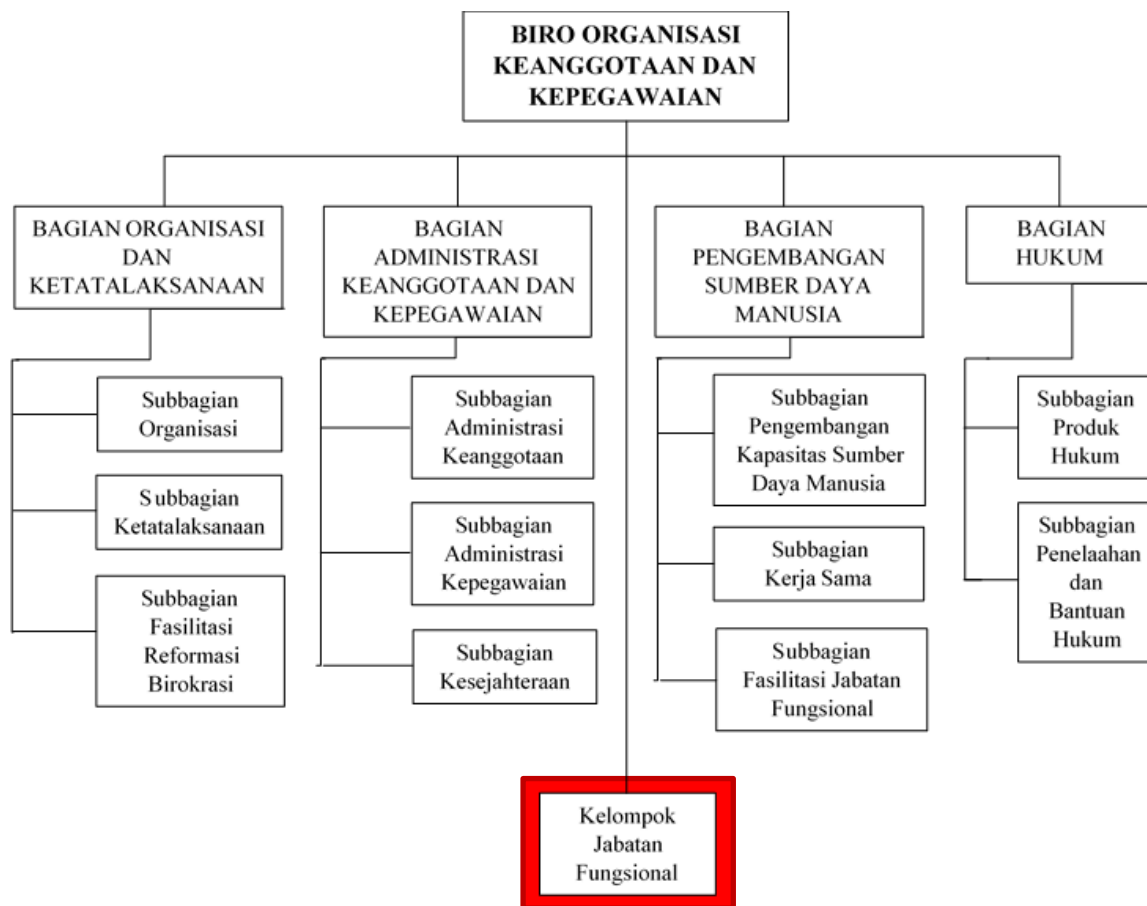 BIRO ORGANISASI
KEANGGOTAAN DAN
KEPEGAWAIAN
BAGIAN ORGANISASI
DAN
KETATALAKSANAAN
BAGIAN
ADMINISTRASI
KEANGGOTAAN DAN
KEPEGAWAIAN
BAGIAN
PENGEMBANGAN
SUMBER DAYA
MANUSIA
BAGIAN
HUKUM
Subbagian
Organisasi
Subbagian
Ketatalaksanaan
Subbagian
Fasilitasi
Reformasi
Birokrasi
Subbagian
Administrasi
Keanggotaan
Subbagian
Administrasi
Kepegawaian
Subbagian
Kesejahteraan
Subbagian
Pengembangan
Kapasitas Sumber
Daya Manusia
Subbagian
Kerja Sama
Subbagian
Fasilitasi Jabatan
Fungsional
Subbagian
Produk
Hukum
Subbagian
Penelaahan
dan
Bantuan
Hukum
Kelompok
Jabatan
Fungsional